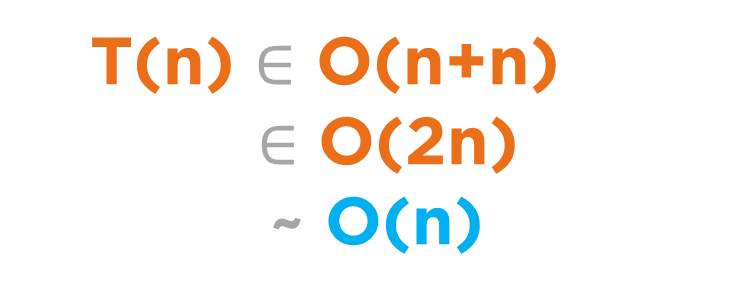 T(n) ∈ O(n+n)
∈ O(2n)
~ O(n)